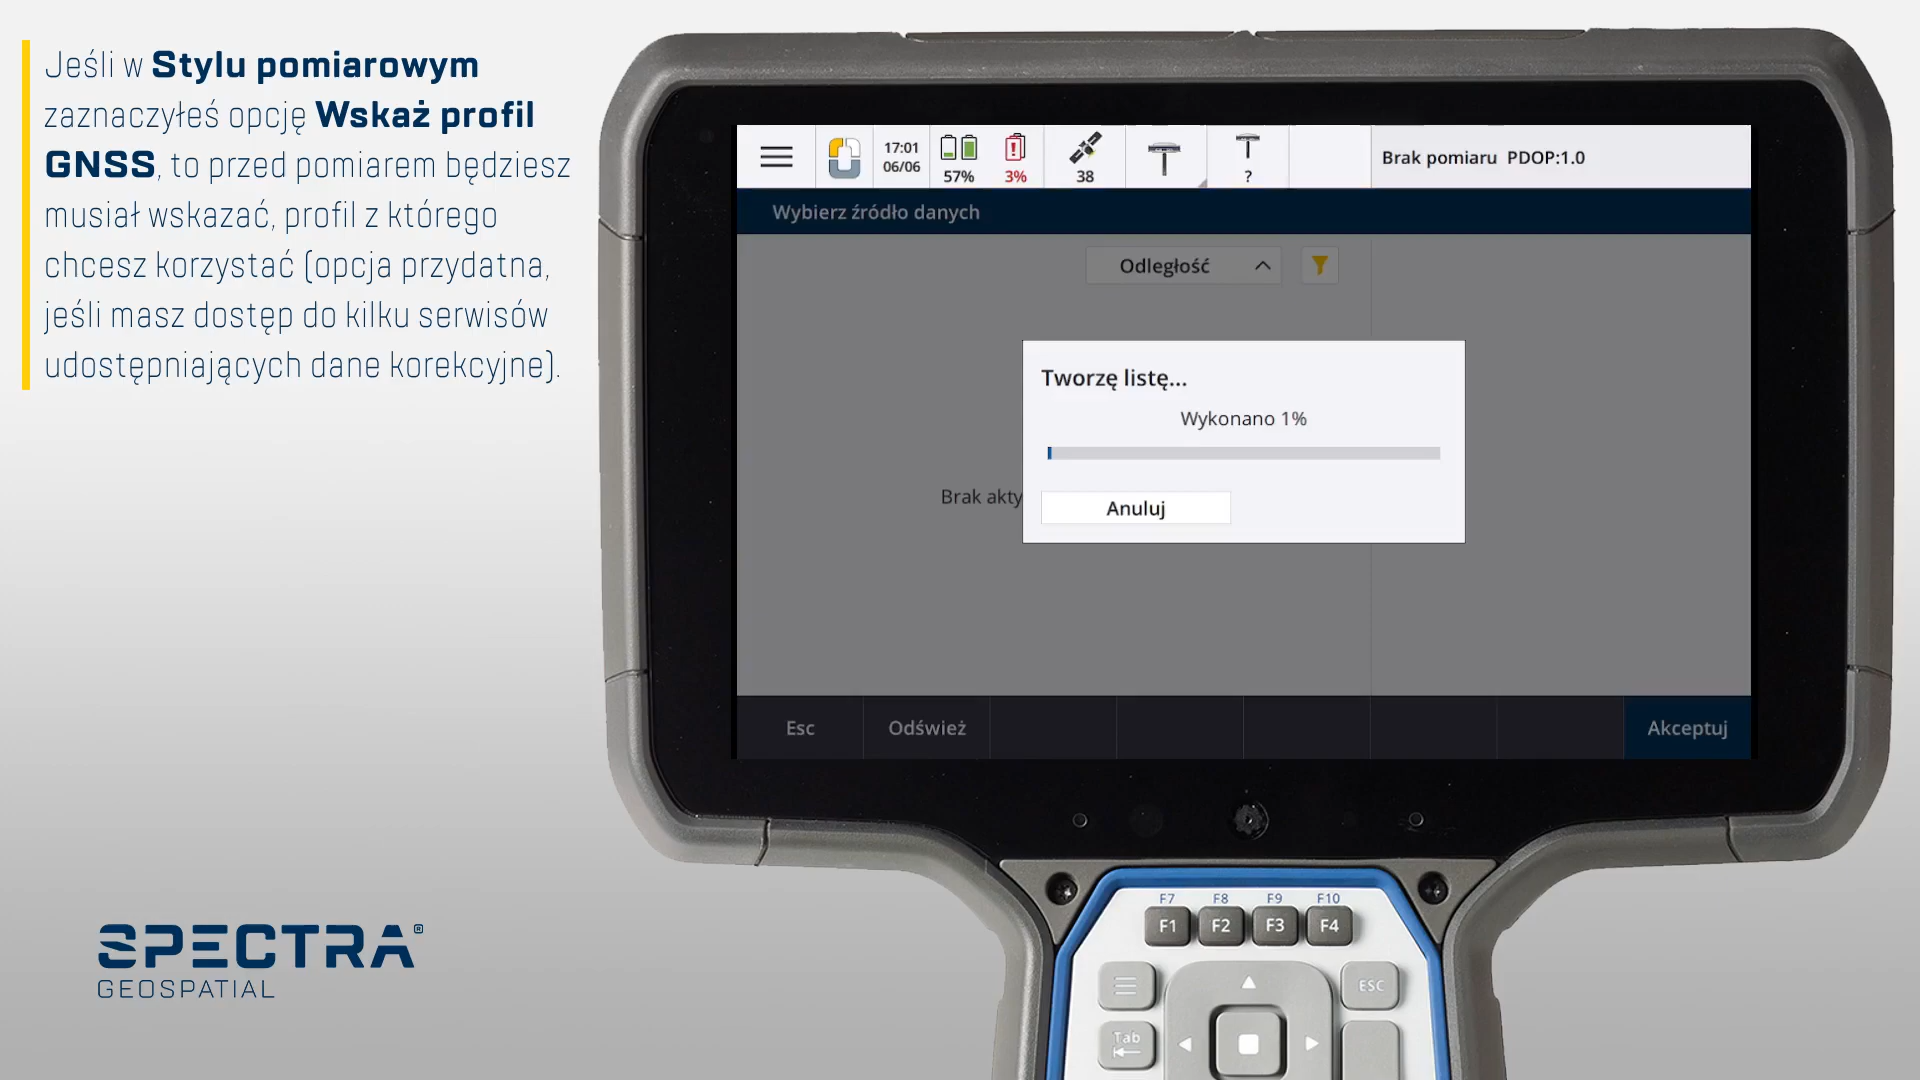 Jeśli w Stylu pomiarowym
zaznaczyłeś opcję Wskaż profil
GNSS, to przed pomiarem będziesz
musiał wskazać, profil z którego
chcesz korzystać (opcja przydatna,
jeśli masz dostęp do kilku serwisów
udostępniających dane korekcyjne).
17:01
06/06
57%
3%
38
?
Brak pomiaru PDOP:1.0
Wybierz źródło danych
Odległość
Tworzę listę...
Wykonano 1%
Brak akty
Anuluj
Esc
Odśwież
Akceptuj
F7 F8 F9 F10
F1 F2 F3 F4
ESC
Tab
SPECTRA®
GEOSPATIAL